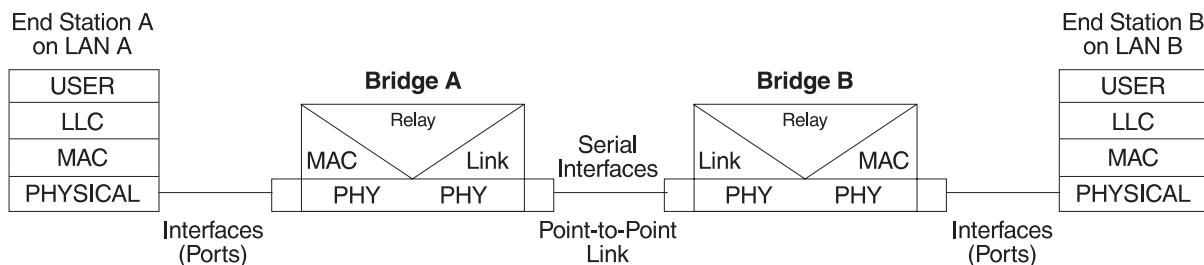 End Station A
on LAN A
USER
LLC
MAC
PHYSICAL
Interfaces
(Ports)
Bridge A
Relay
MAC
Link
PHY
PHY
Serial
Interfaces
Point-to-Point
Link
Bridge B
Relay
Link
MAC
PHY
PHY
Interfaces
(Ports)
End Station B
on LAN B
USER
LLC
MAC
PHYSICAL